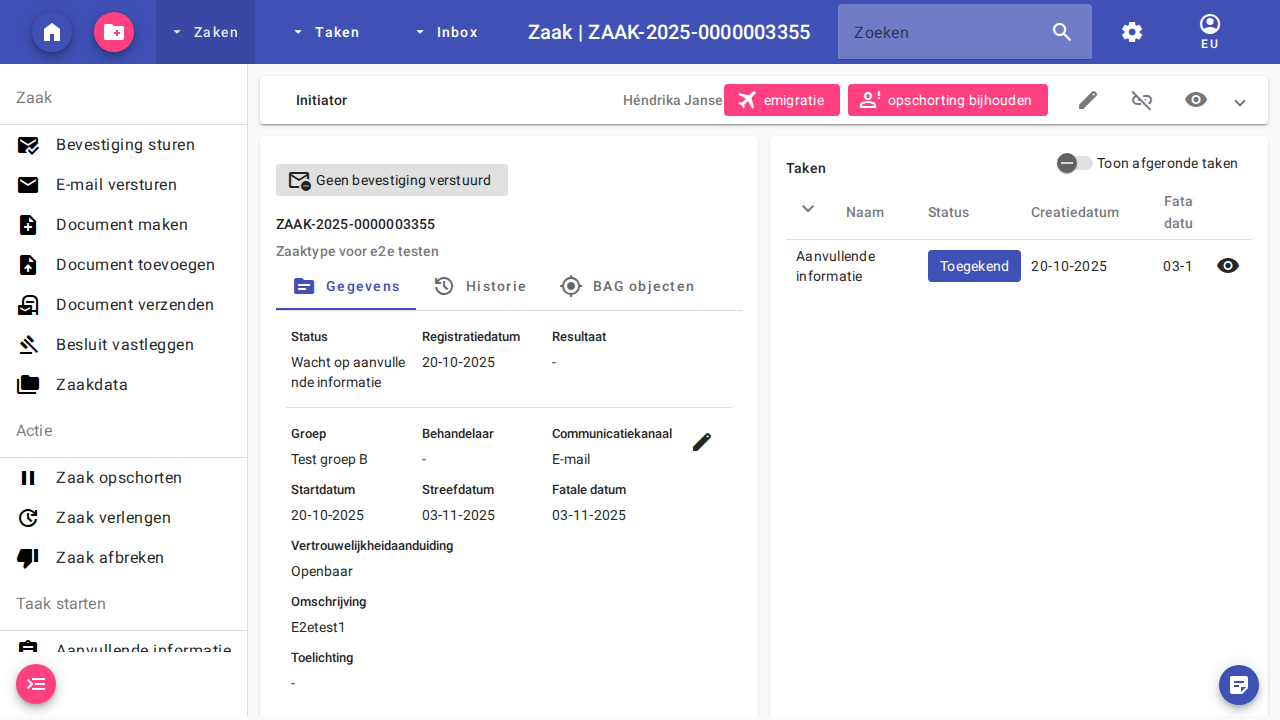 Zaken
Taken
Inbox
Zaak | ZAAK-2025-0000003355
Zoeken
EU
Zaak
Bevestiging sturen
E-mail versturen
Document maken
Document toevoegen
Document verzenden
Besluit vastleggen
Zaakdata
Actie
Zaak opschorten
Zaak verlengen
Zaak afbreken
Taak starten
Aanvullende informatie
Initiator
Héndrika Janse
emigratie
opschorting bijhouden
Geen bevestiging verstuurd
ZAAK-2025-0000003355
Zaaktype voor e2e testen
Gegevens
Historie
BAG objecten
Status
Registratiedatum
Resultaat
Wacht op aanvulle
nde informatie
20-10-2025
-
Groep
Behandelaar
Communicatiekanaal
Test groep B
-
E-mail
Startdatum
Streefdatum
Fatale datum
20-10-2025
03-11-2025
03-11-2025
Vertrouwelijkheidaanduiding
Openbaar
Omschrijving
E2etest1
Toelichting
-
Taken
Toon afgeronde taken
Naam
Status
Creatiedatum
Fata
datu
Aanvullende
informatie
Toegekend
20-10-2025
03-1